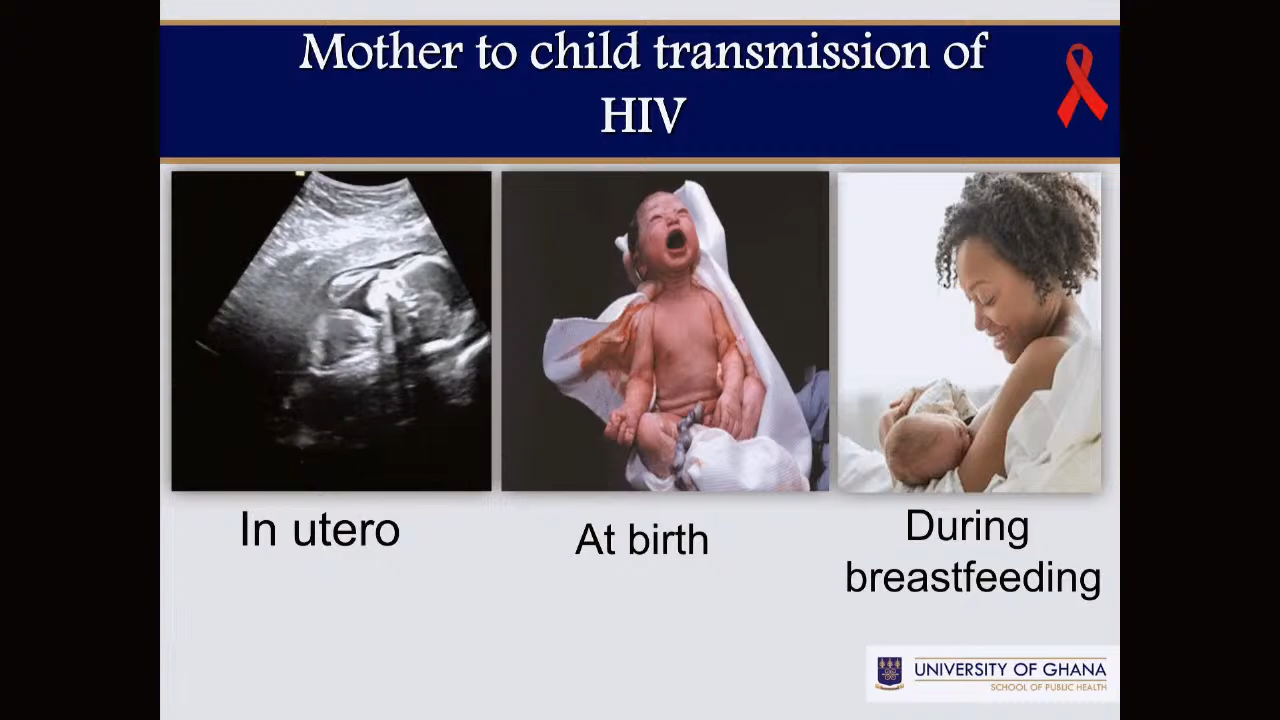 Mother to child transmission of
HIV
In utero
At birth
During
breastfeeding
UNIVERSITY OF GHANA
SCHOOL OF PUBLIC HEALTH